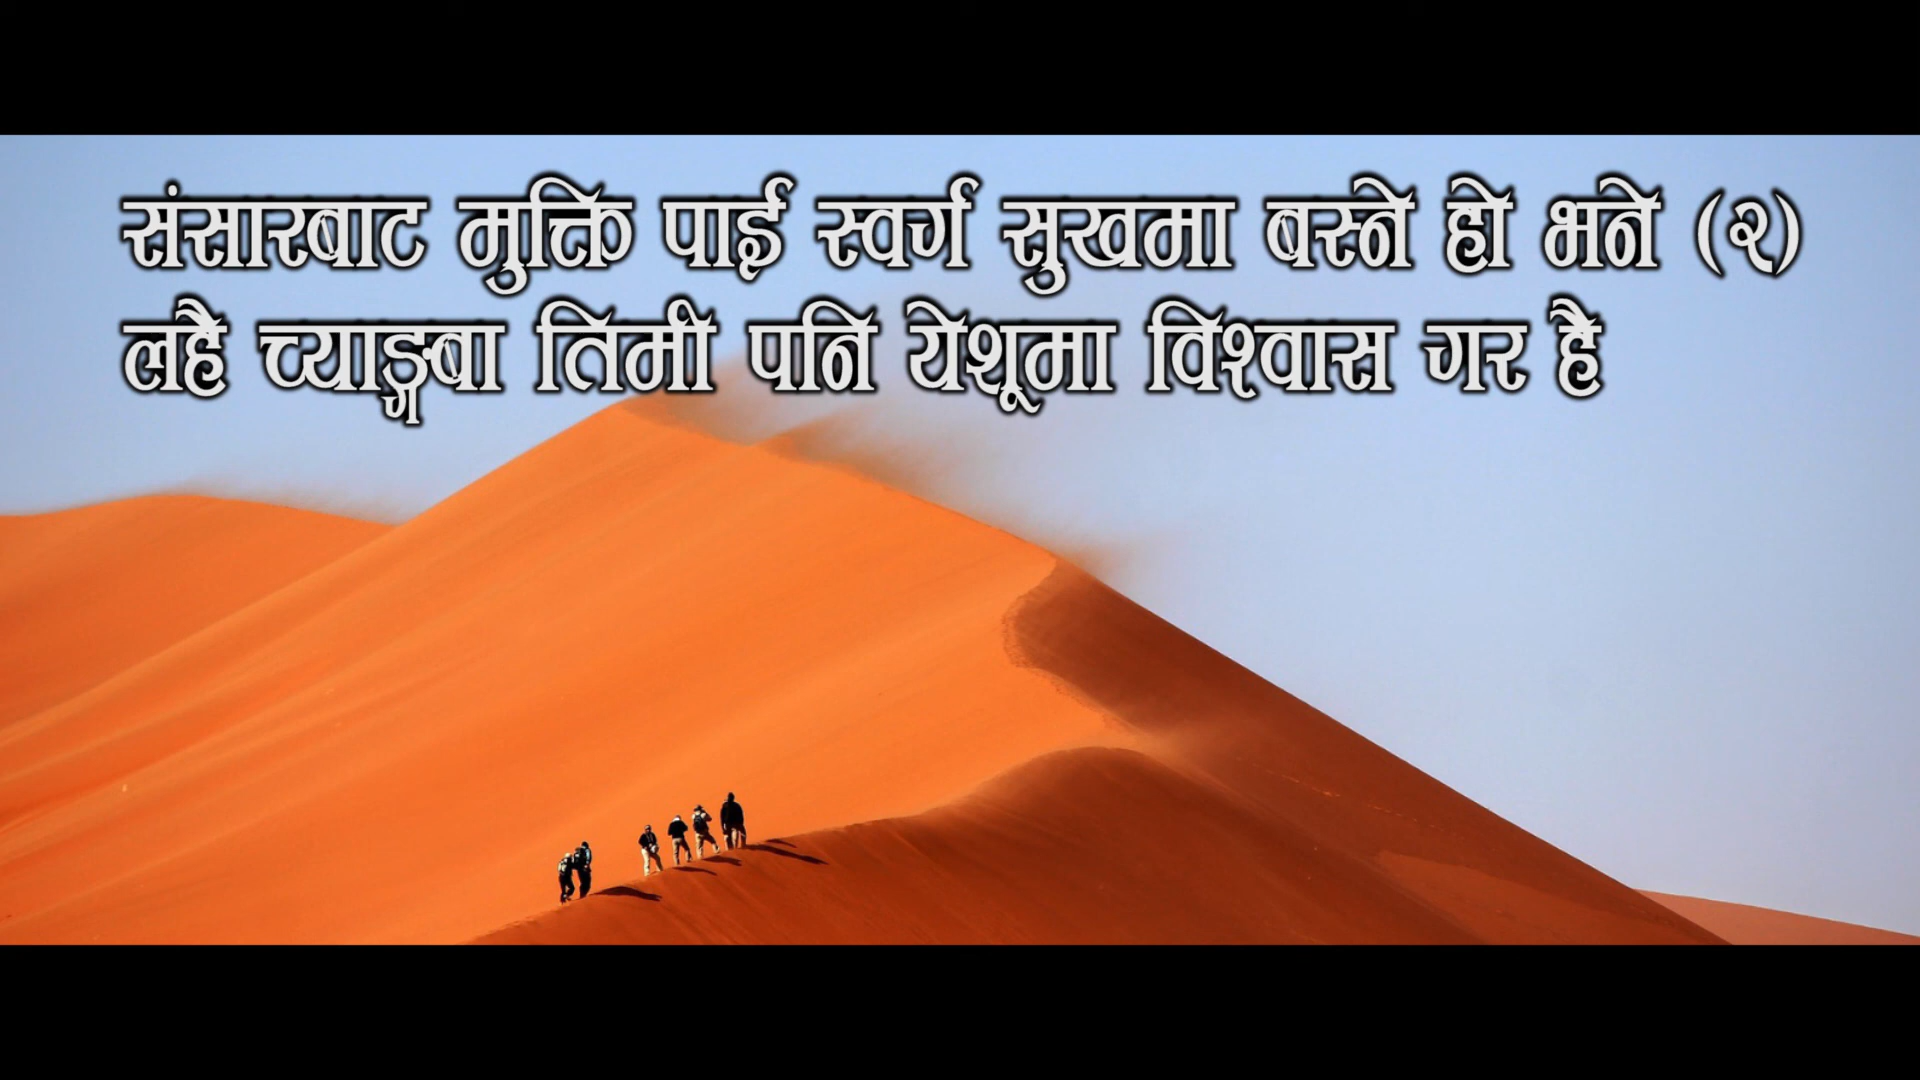 संसारबाट मुक्ति पाई स्वर्ग सुखमा बस्ने हो भने (२)
लहै च्याङ्बा तिमी पनि येशूमा विश्वास गर है